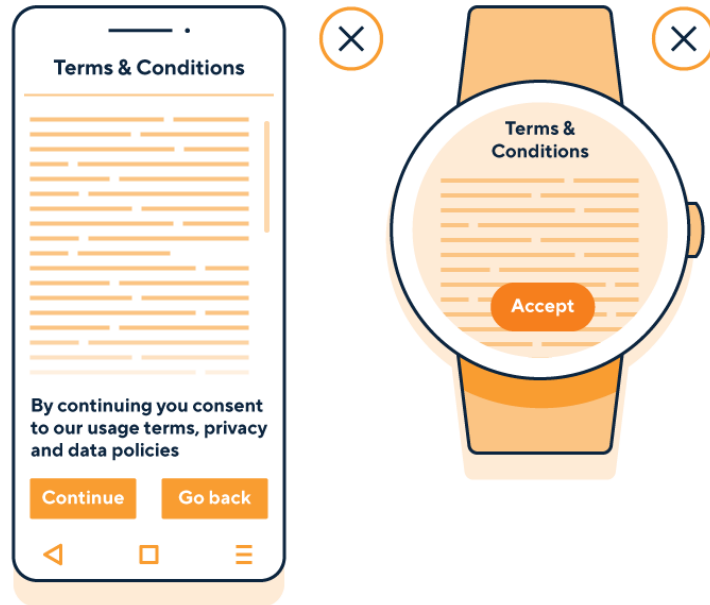 Terms & Conditions
By continuing you consent
to our usage terms, privacy
and data policies
Continue
Go back
Terms &
Conditions
Accept